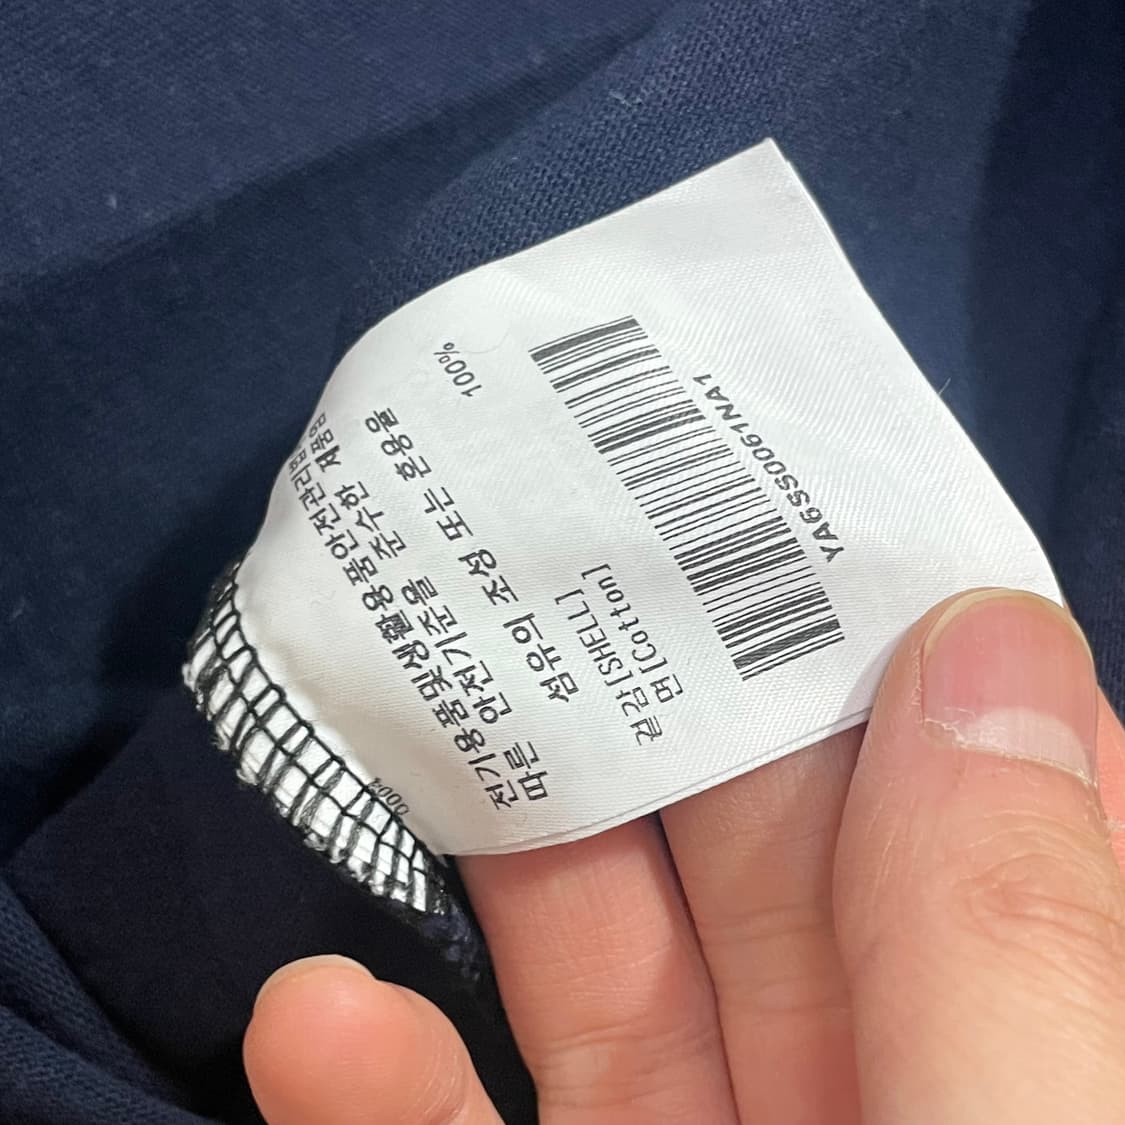 전기용품및생활용품안전관리법에
따른 안전기준을 준수한 제품임
섬유의 조성 또는 혼용율
겉감[SHELL]
면[Cotton] 100%
YA6SS0061NA1